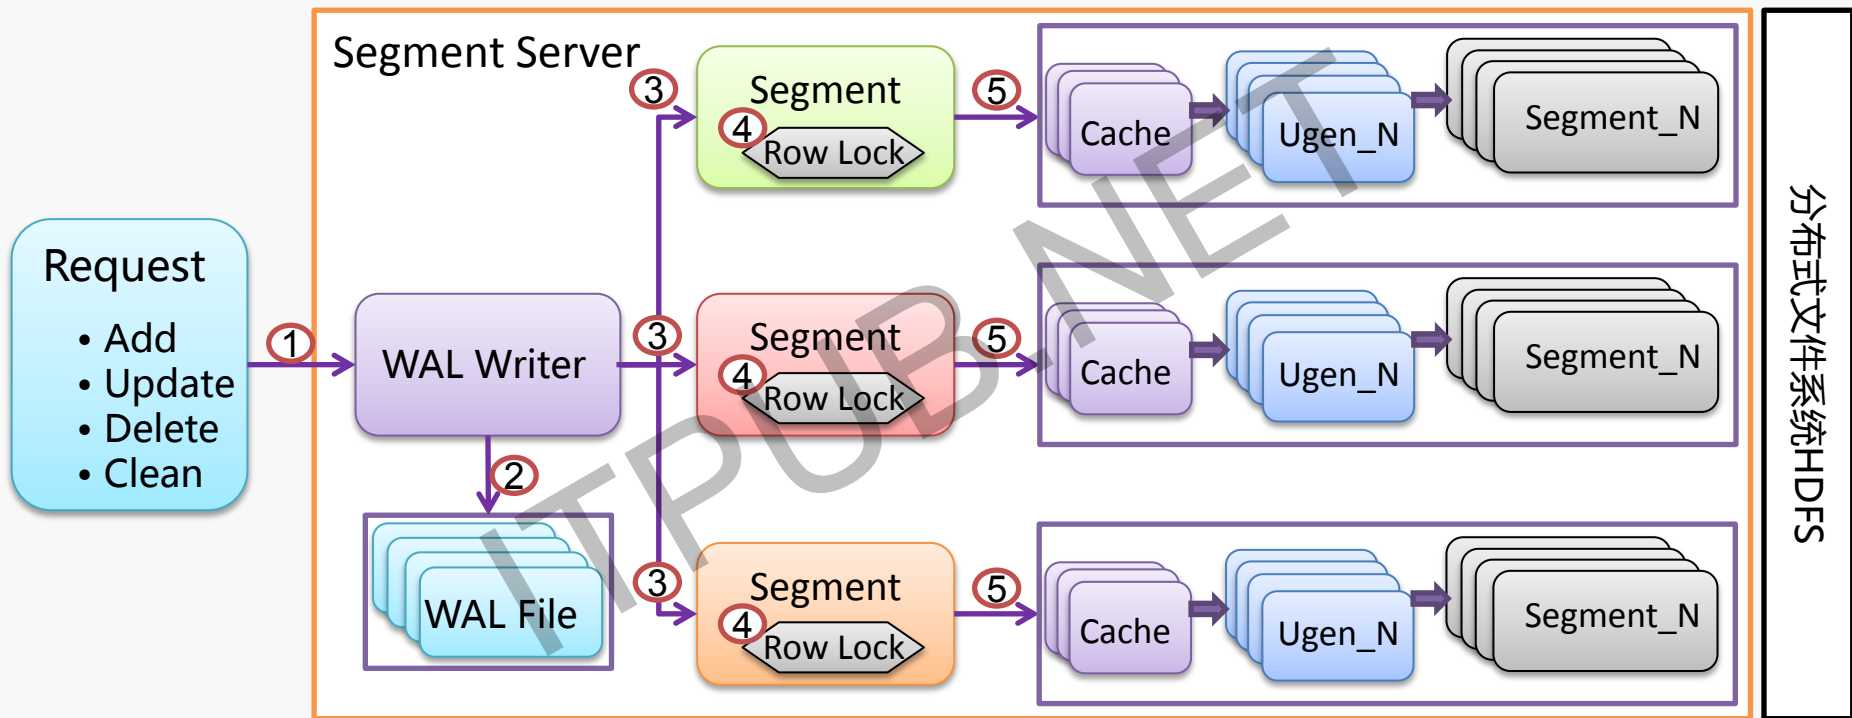 Segment Server
Request
• Add
• Update
• Delete
• Clean
1
WAL Writer
2
WAL File
3
Segment
4
Row Lock
5
Cache
Ugen_N
Segment_N
3
Segment
4
Row Lock
5
Cache
Ugen_N
Segment_N
3
Segment
4
Row Lock
5
Cache
Ugen_N
Segment_N
分布式文件系统HDFS
ITPUB.NET